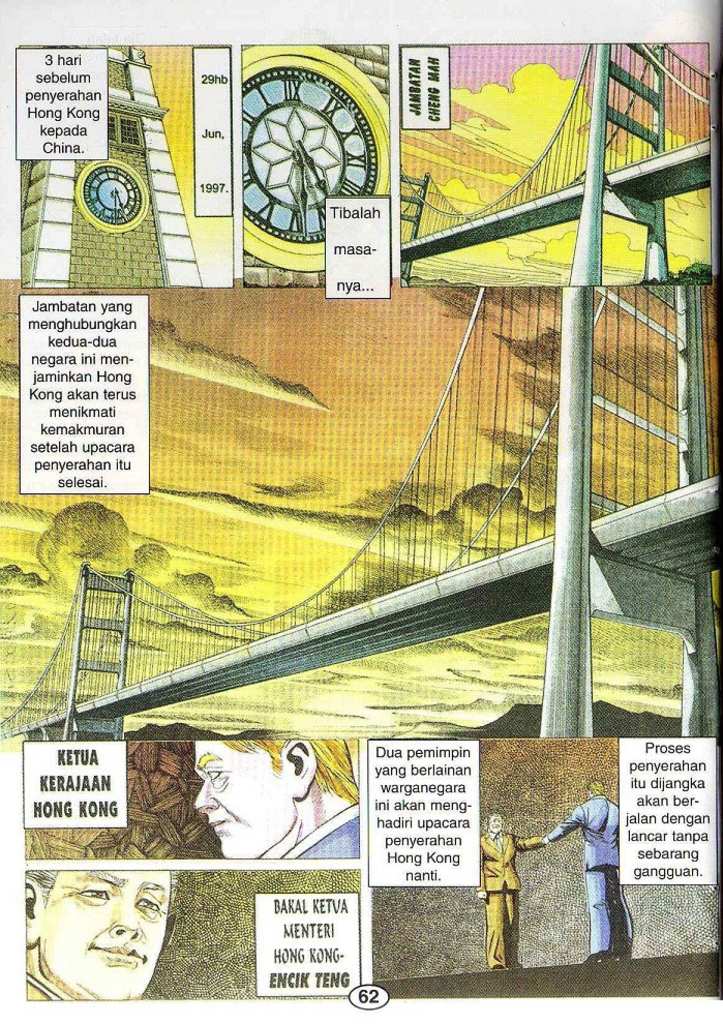 3 hari
sebelum
penyerahan
Hong Kong
kepada
China.
29hb
Jun,
1997.
Tibalah
masa-
nya...
JAMBATAN
CHENG MAH
Jambatan yang
menghubungkan
kedua-dua
negara ini men-
jaminkan Hong
Kong akan terus
menikmati
kemakmuran
setelah upacara
penyerahan itu
selesai.
KETUA
KERAJAAN
HONG KONG
BAKAL KETUA
MENTERI
HONG KONG-
ENCIK TENG
Dua pemimpin
yang berlainan
warganegara
ini akan meng-
hadiri upacara
penyerahan
Hong Kong
nanti.
Proses
penyerahan
itu dijangka
akan ber-
jalan dengan
lancar tanpa
sebarang
gangguan.
62